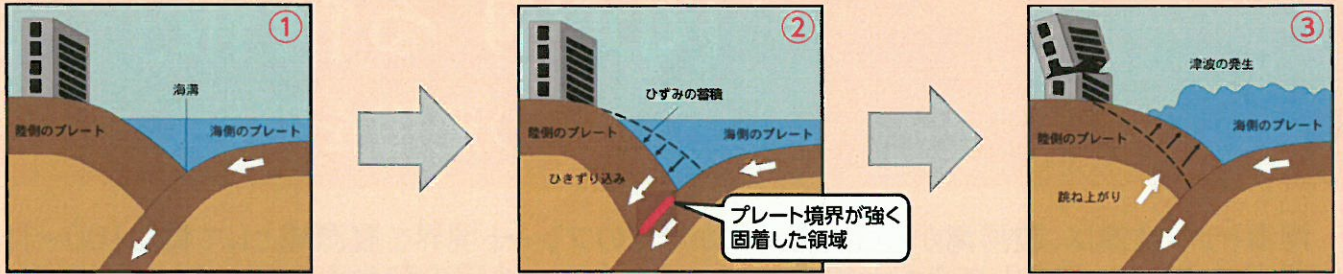 ①
海溝
陸側のプレート
海側のプレート
②
ひずみの蓄積
陸側のプレート
海側のプレート
ひきずり込み
プレート境界が強く
固着した領域
③
津波の発生
陸側のプレート
海側のプレート
跳ね上がり